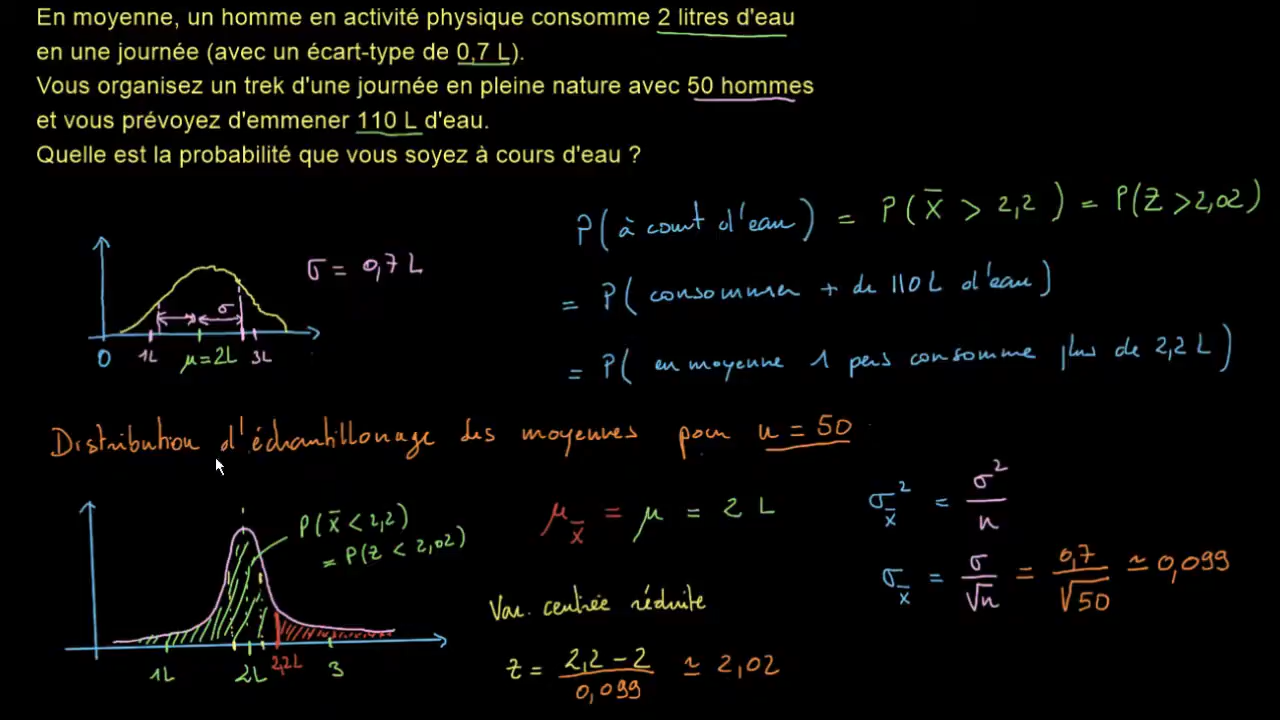 En moyenne, un homme en activité physique consomme 2 litres d'eau
en une journée (avec un écart-type de 0,7 L).
Vous organisez un trek d'une journée en pleine nature avec 50 hommes
et vous prévoyez d'emmener 110 L d'eau.
Quelle est la probabilité que vous soyez à cours d'eau ?
P(à court d'eau) = P(X̅ > 2,2) = P(Z > 2,02)
= P(consommer + de 110 L d'eau)
= P(en moyenne 1 pers consomme plus de 2,2 L)
σ = 0,7 L
σ
0 1L μ = 2L 3L
Distribution d'échantillonage des moyennes pour n = 50
P(X̅ < 2,2)
= P(Z < 2,02)
1L 2L 2,2L 3
μ_X̅ = μ = 2 L
Var. centrée réduite
z = (2,2 - 2)/0,099 ≃ 2,02
σ_X̅² = σ²/n
σ_X̅ = σ/√n = 0,7/√50 ≃ 0,099